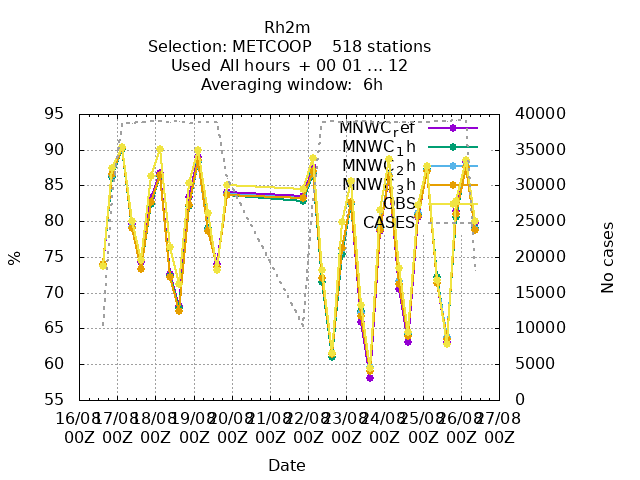 Rh2m
Selection: METCOOP 518 stations
Used All hours + 00 01 ... 12
Averaging window: 6h
95 40000
90 35000
85 30000
80 25000
75 20000
70 15000
65 10000
60 5000
55 0
MNWC_ref
MNWC_1h
MNWC_2h
MNWC_3h
OBS
CASES
%
No cases
16/08 17/08 18/08 19/08 20/08 21/08 22/08 23/08 24/08 25/08 26/08 27/08
00Z 00Z 00Z 00Z 00Z 00Z 00Z 00Z 00Z 00Z 00Z 00Z
Date